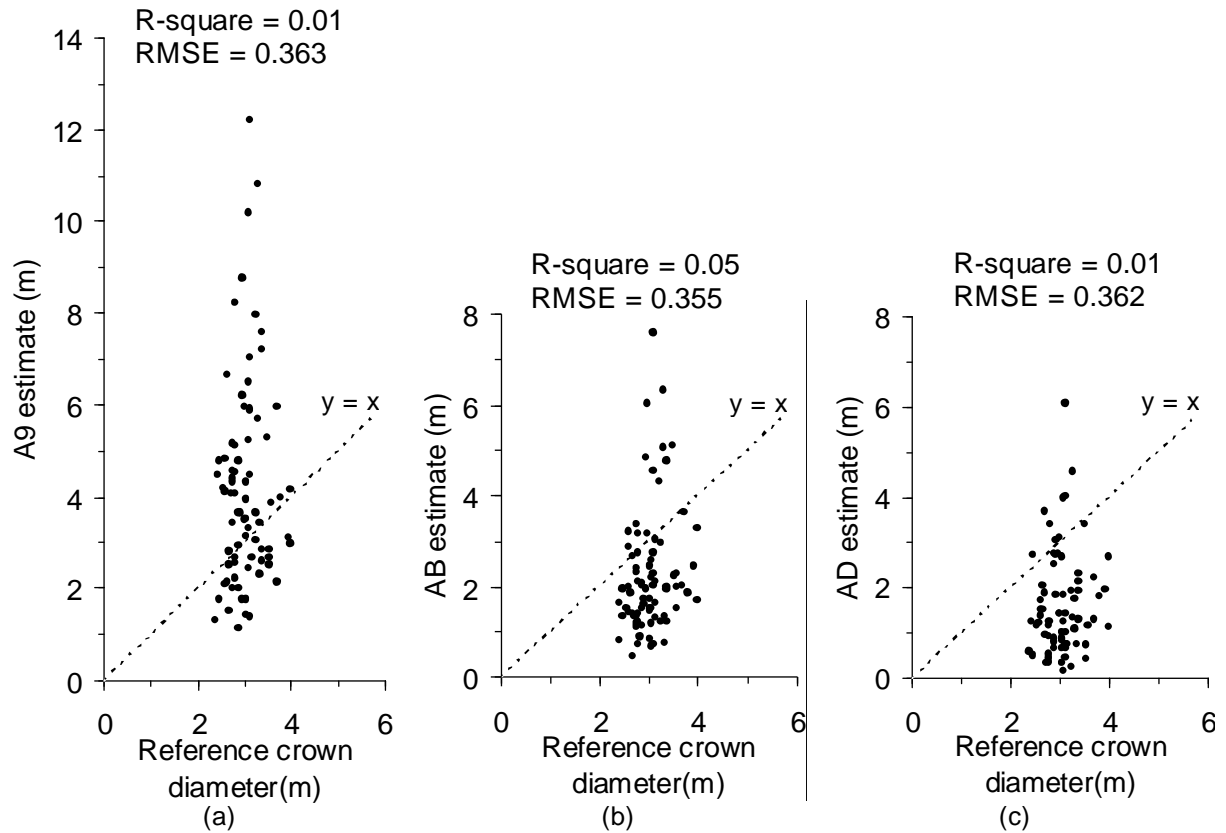 R-square = 0.01
RMSE = 0.363
14
12
10
8
6
4
2
0
A9 estimate (m)
y = x
0 2 4 6
Reference crown
diameter(m)
(a)
R-square = 0.05
RMSE = 0.355
8
6
4
2
0
AB estimate (m)
y = x
0 2 4 6
Reference crown
diameter(m)
(b)
R-square = 0.01
RMSE = 0.362
8
6
4
2
0
AD estimate (m)
y = x
0 2 4 6
Reference crown
diameter(m)
(c)